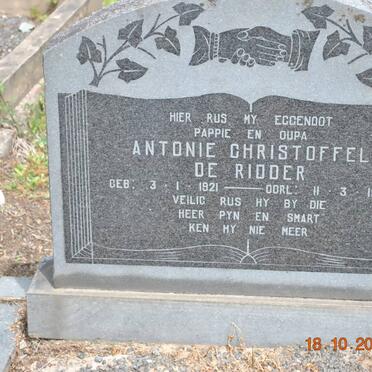 HIER RUS MY EGGENOOT
PAPPIE EN OUPA
ANTONIE CHRISTOFFEL
DE RIDDER
GEB: 3-1-1921 — OORL: 11-3-1
VEILIG RUS HY BY DIE
HEER PYN EN SMART
KEN HY NIE MEER
18.10.20